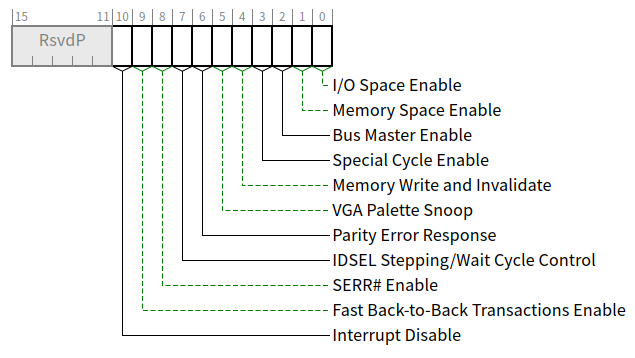 15 11 10 9 8 7 6 5 4 3 2 1 0
RsvdP
I/O Space Enable
Memory Space Enable
Bus Master Enable
Special Cycle Enable
Memory Write and Invalidate
VGA Palette Snoop
Parity Error Response
IDSEL Stepping/Wait Cycle Control
SERR# Enable
Fast Back-to-Back Transactions Enable
Interrupt Disable